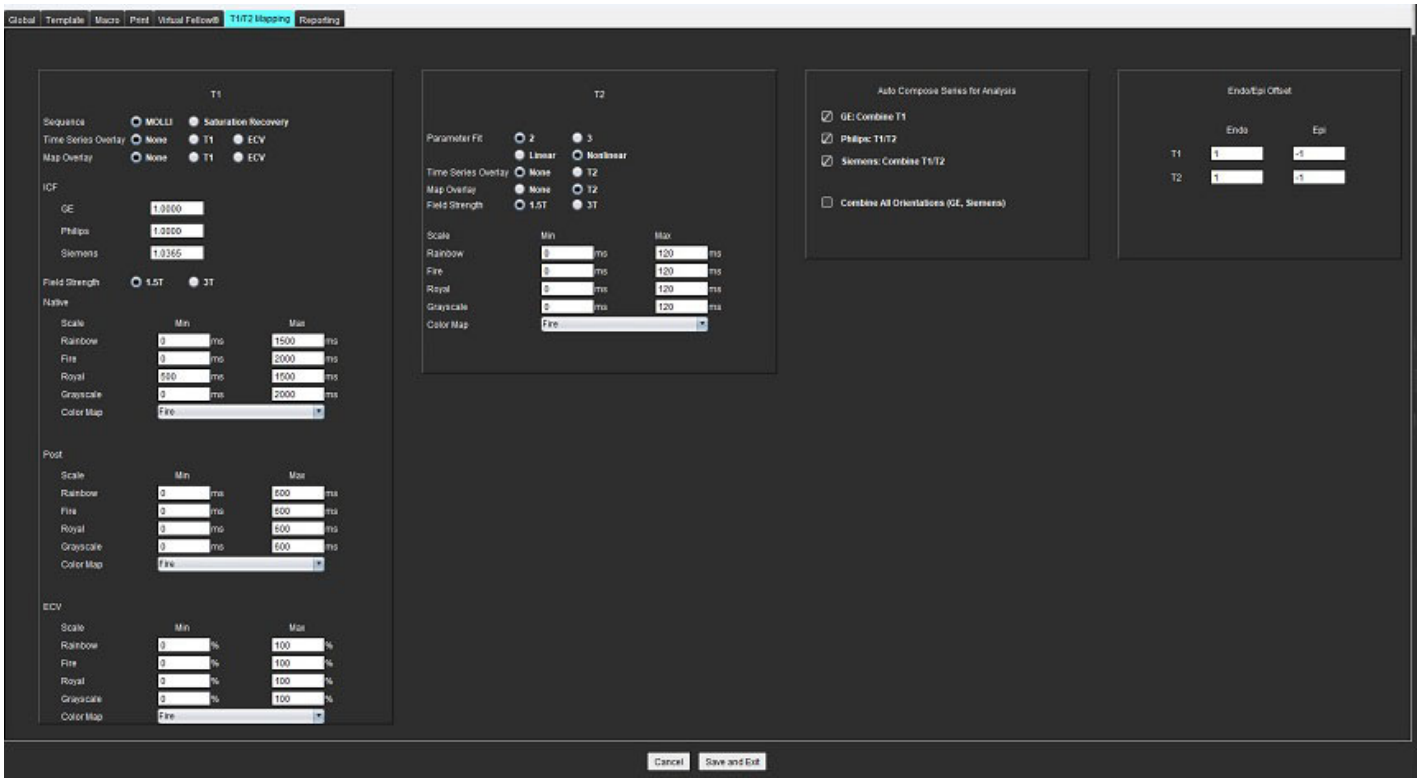 Global Template Macro Print Virtual Fellow® T1/T2 Mapping Reporting
T1
Sequence MOLLI Saturation Recovery
Time Series Overlay None T1 ECV
Map Overlay None T1 ECV
ICF
GE 1.0000
Philips 1.0000
Siemens 1.0365
Field Strength 1.5T 3T
Native
Scale Min Max
Rainbow 0 ms 1500 ms
Fire 0 ms 2000 ms
Royal 500 ms 1500 ms
Grayscale 0 ms 2000 ms
Color Map Fire
Post
Scale Min Max
Rainbow 0 ms 600 ms
Fire 0 ms 600 ms
Royal 0 ms 600 ms
Grayscale 0 ms 600 ms
Color Map Fire
ECV
Scale Min Max
Rainbow 0 % 100 %
Fire 0 % 100 %
Royal 0 % 100 %
Grayscale 0 % 100 %
Color Map Fire
T2
Parameter Fit 2 3
Linear Nonlinear
Time Series Overlay None T2
Map Overlay None T2
Field Strength 1.5T 3T
Scale Min Max
Rainbow 0 ms 120 ms
Fire 0 ms 120 ms
Royal 0 ms 120 ms
Grayscale 0 ms 120 ms
Color Map Fire
Auto Compose Series for Analysis
GE: Combine T1
Philips: T1/T2
Siemens: Combine T1/T2
Combine All Orientations (GE, Siemens)
Endo/Epi Offset
Endo Epi
T1 1 -1
T2 1 -1
Cancel Save and Exit